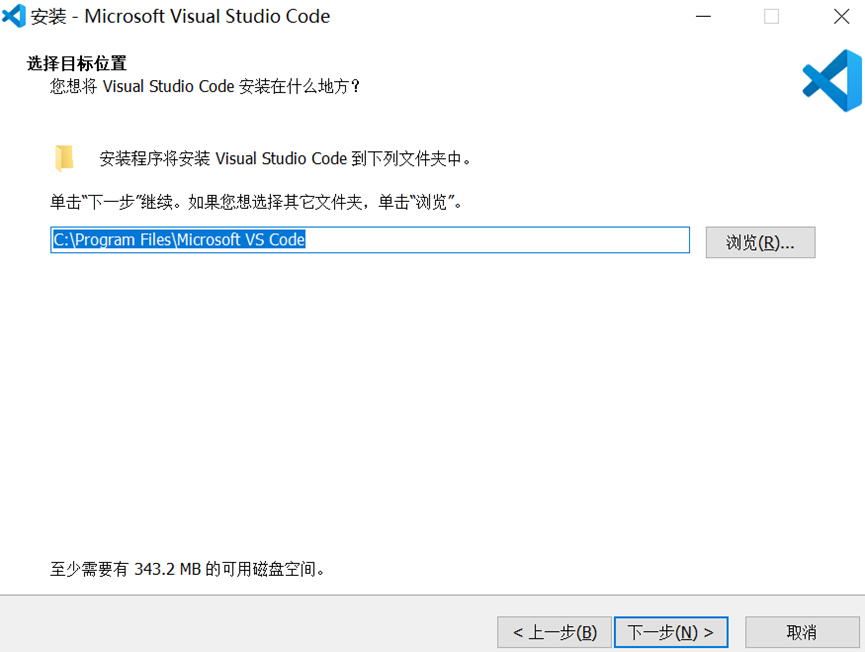 安装 - Microsoft Visual Studio Code
选择目标位置
您想将 Visual Studio Code 安装在什么地方？
安装程序将安装 Visual Studio Code 到下列文件夹中。
单击“下一步”继续。如果您想选择其它文件夹，单击“浏览”。
C:\Program Files\Microsoft VS Code
浏览(R)...
至少需要有 343.2 MB 的可用磁盘空间。
< 上一步(B)
下一步(N) >
取消